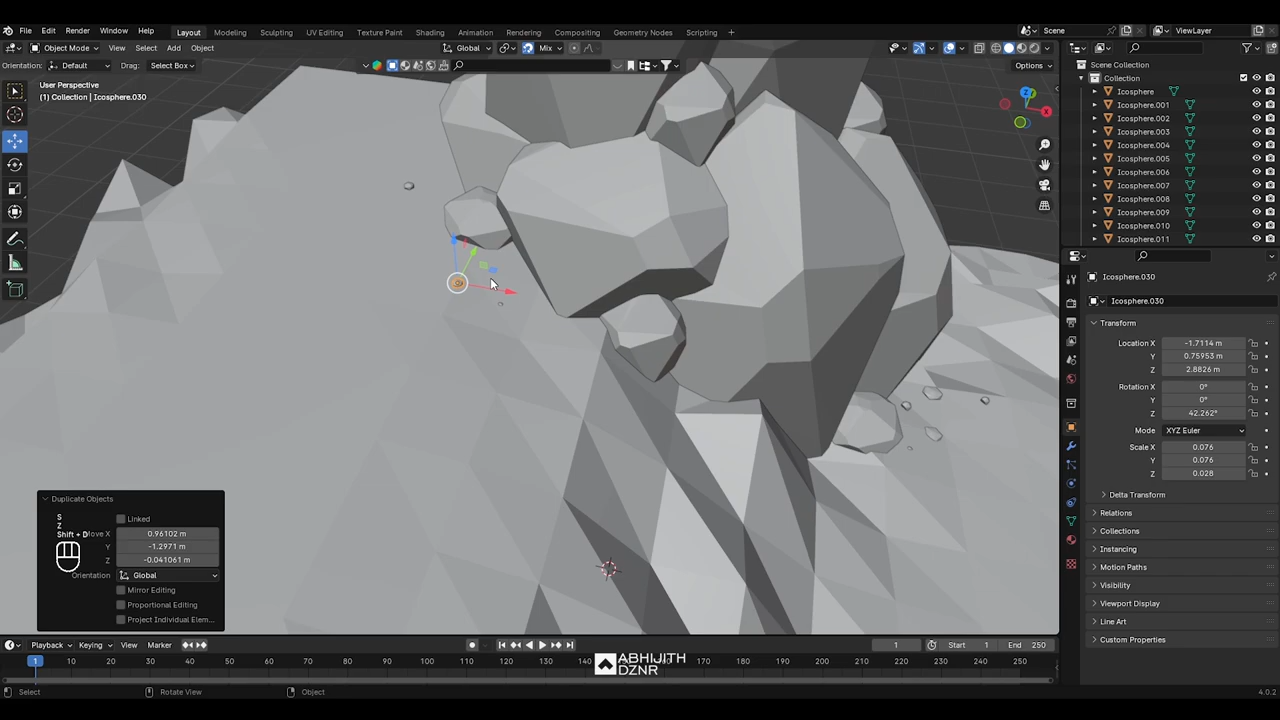 File Edit Render Window Help
Layout Modeling Sculpting UV Editing Texture Paint Shading Animation Rendering Compositing Geometry Nodes Scripting +
Scene
ViewLayer
Object Mode View Select Add Object
Global
Mix
Orientation: Default Drag: Select Box
Options
User Perspective
(1) Collection | Icosphere.030
Z
X
Scene Collection
Collection
Icosphere
Icosphere.001
Icosphere.002
Icosphere.003
Icosphere.004
Icosphere.005
Icosphere.006
Icosphere.007
Icosphere.008
Icosphere.009
Icosphere.010
Icosphere.011
Icosphere.030
Icosphere.030
Transform
Location X -1.7114 m
Y 0.75953 m
Z 2.8826 m
Rotation X 0°
Y 0°
Z 42.262°
Mode XYZ Euler
Scale X 0.076
Y 0.076
Z 0.028
Delta Transform
Relations
Collections
Instancing
Motion Paths
Visibility
Viewport Display
Line Art
Custom Properties
Duplicate Objects
S
Z
Linked
Shift + D
Move X 0.96102 m
Y -1.2971 m
Z -0.041061 m
Orientation Global
Mirror Editing
Proportional Editing
Project Individual Elem...
Playback Keying View Marker
1 Start 1 End 250
1 10 20 30 40 50 60 70 80 90 100 110 120 130 140 150 160 170 180 190 200 210 220 230 240 250
ABHIJITH
DZNR
Select Rotate View Object
4.0.2